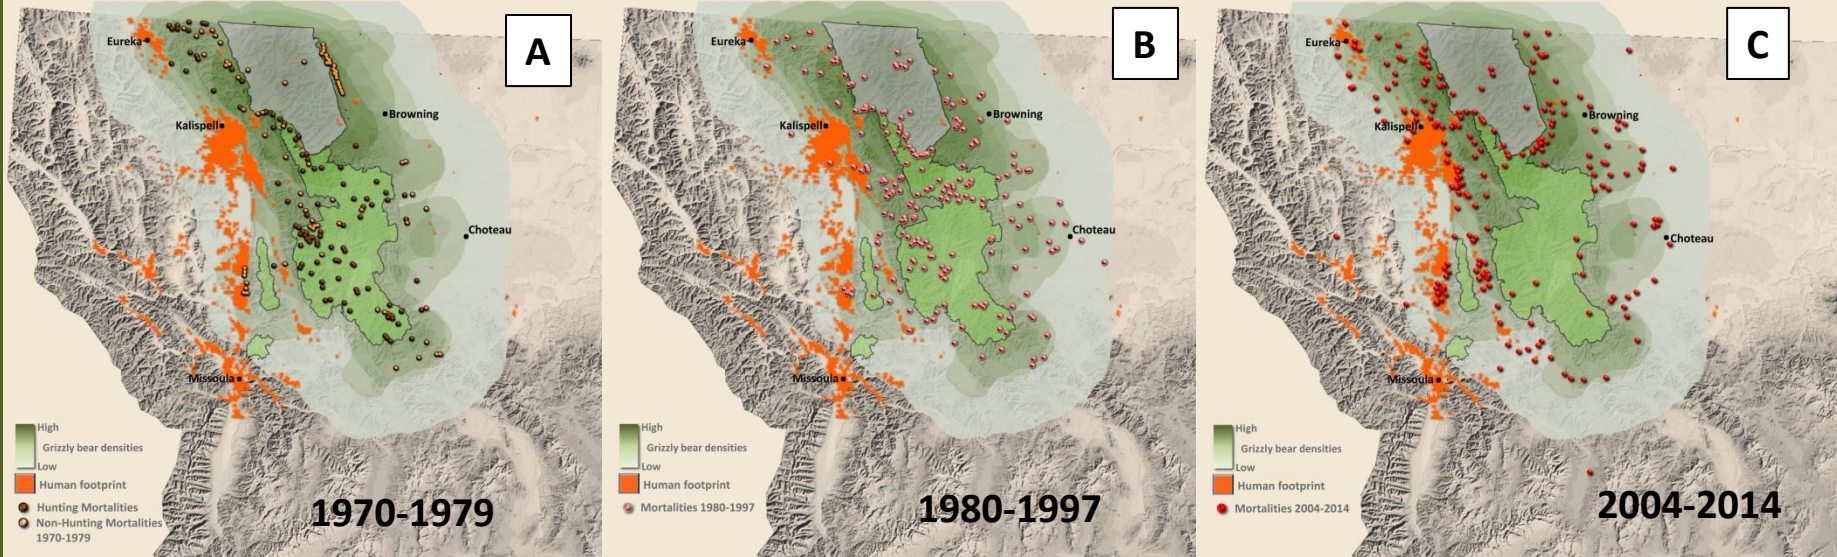 A
Eureka
Browning
Kalispell
Choteau
Missoula
High
Grizzly bear densities
Low
Human footprint
Hunting Mortalities
Non-Hunting Mortalities
1970-1979
1970-1979
B
Eureka
Browning
Kalispell
Choteau
Missoula
High
Grizzly bear densities
Low
Human footprint
Mortalities 1980-1997
1980-1997
C
Eureka
Browning
Kalispell
Choteau
Missoula
High
Grizzly bear densities
Low
Human footprint
Mortalities 2004-2014
2004-2014